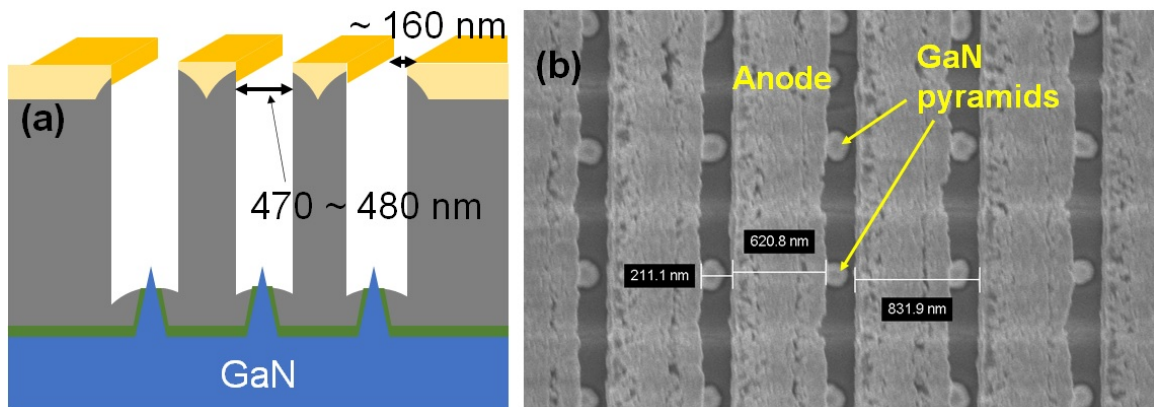 (a)
~ 160 nm
470 ~ 480 nm
GaN
(b)
Anode
GaN
pyramids
620.8 nm
211.1 nm
831.9 nm